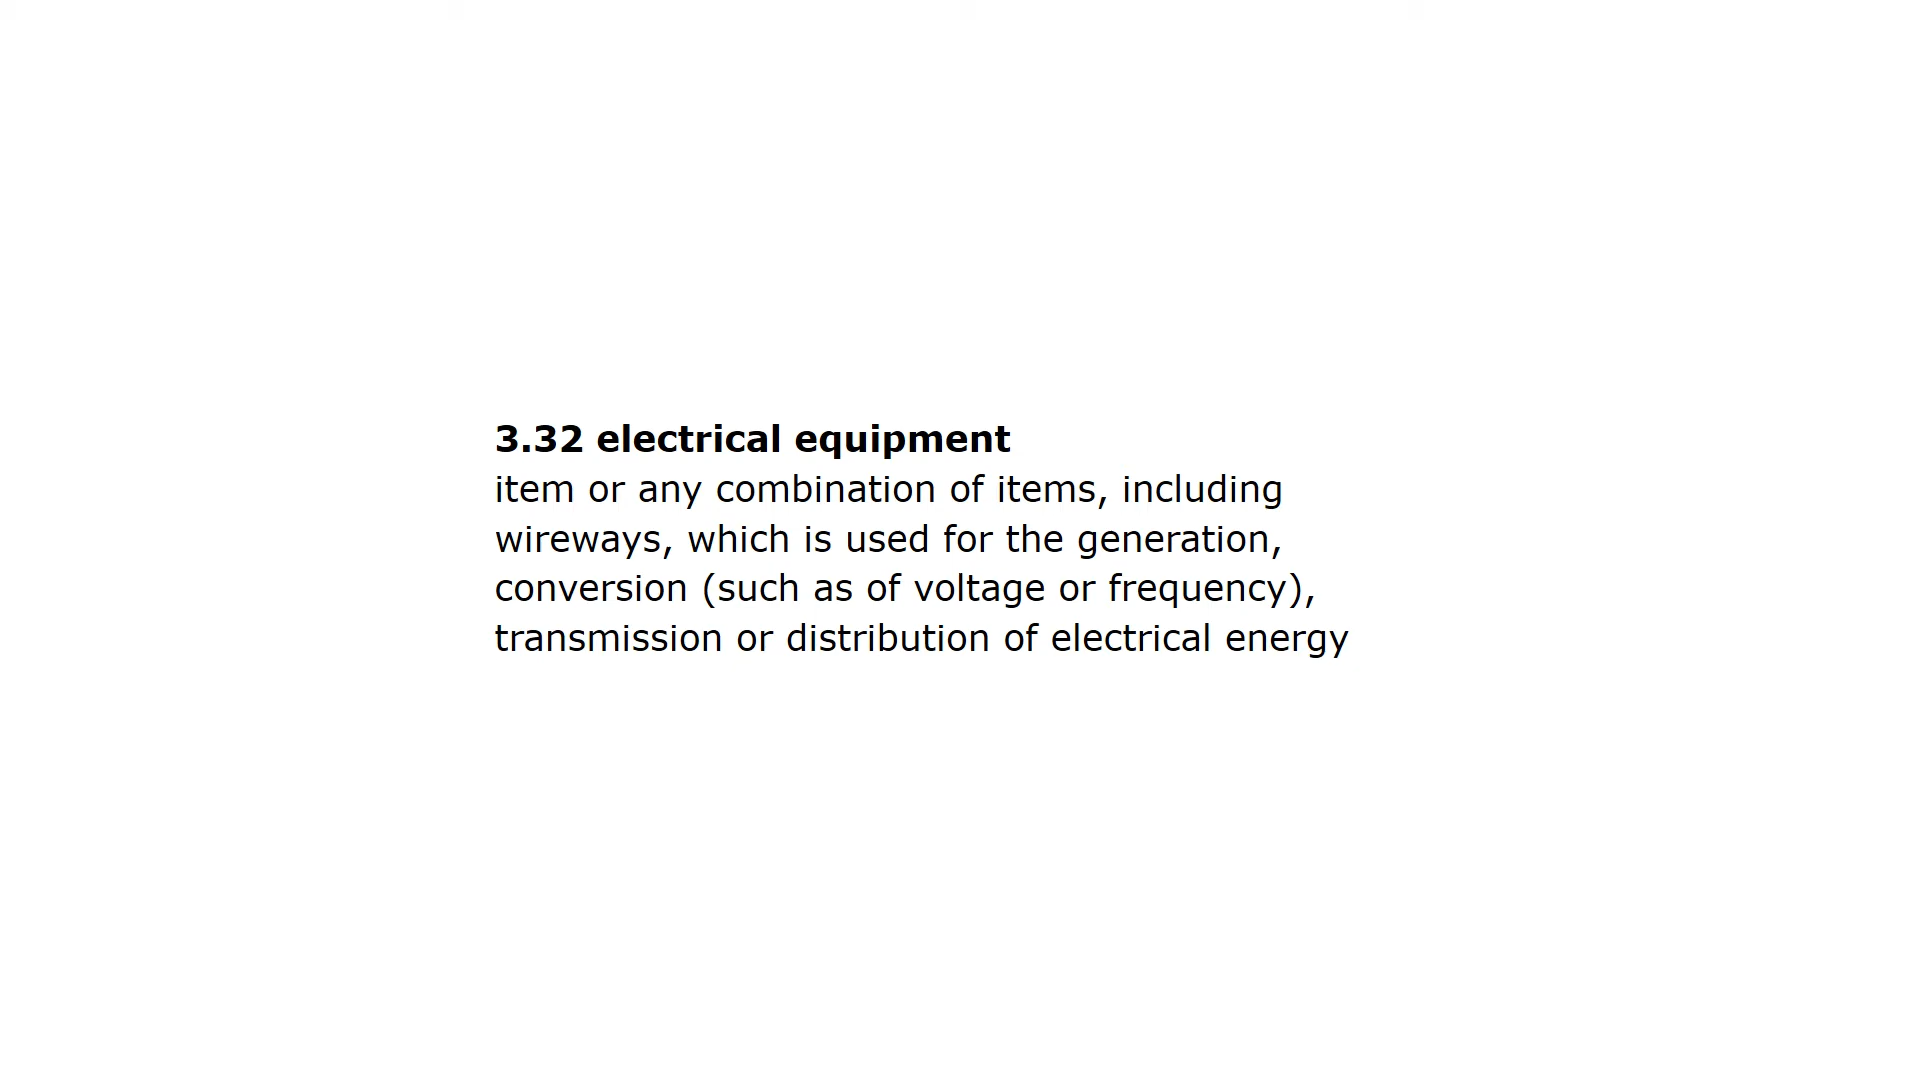 3.32 electrical equipment
item or any combination of items, including
wireways, which is used for the generation,
conversion (such as of voltage or frequency),
transmission or distribution of electrical energy